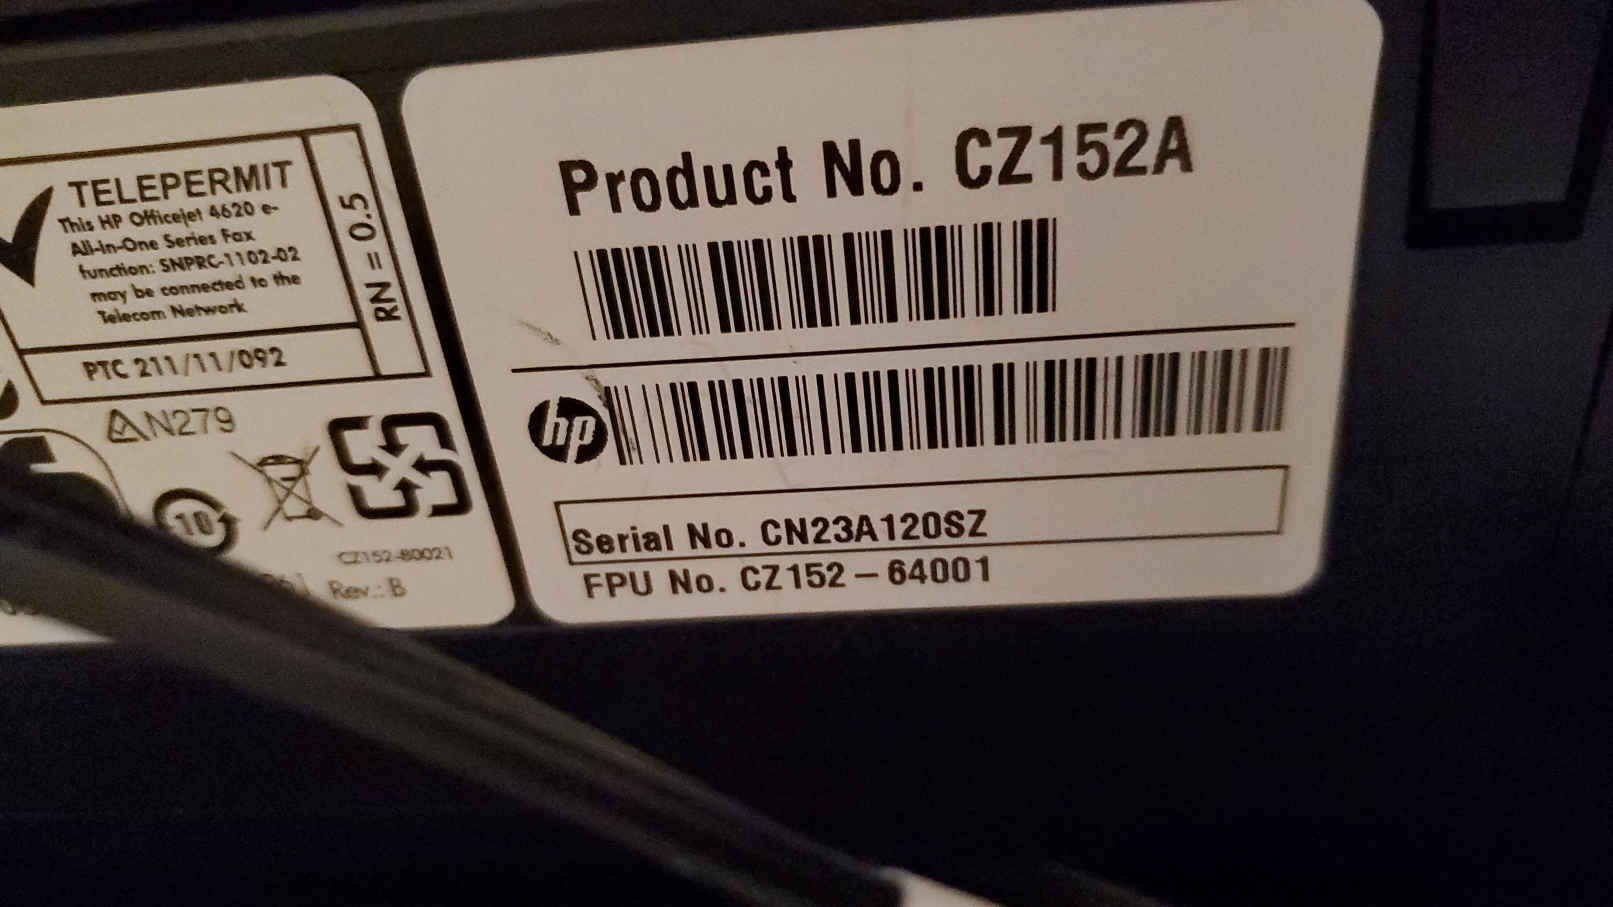 TELEPERMIT
This HP Officejet 4620 e-
All-In-One Series Fax
function: SNPRC-1102-02
may be connected to the
Telecom Network
RN = 0.5
PTC 211/11/092
N279
10
CZ152-80021
Rev.: B
Product No. CZ152A
hp
Serial No. CN23A120SZ
FPU No. CZ152 – 64001